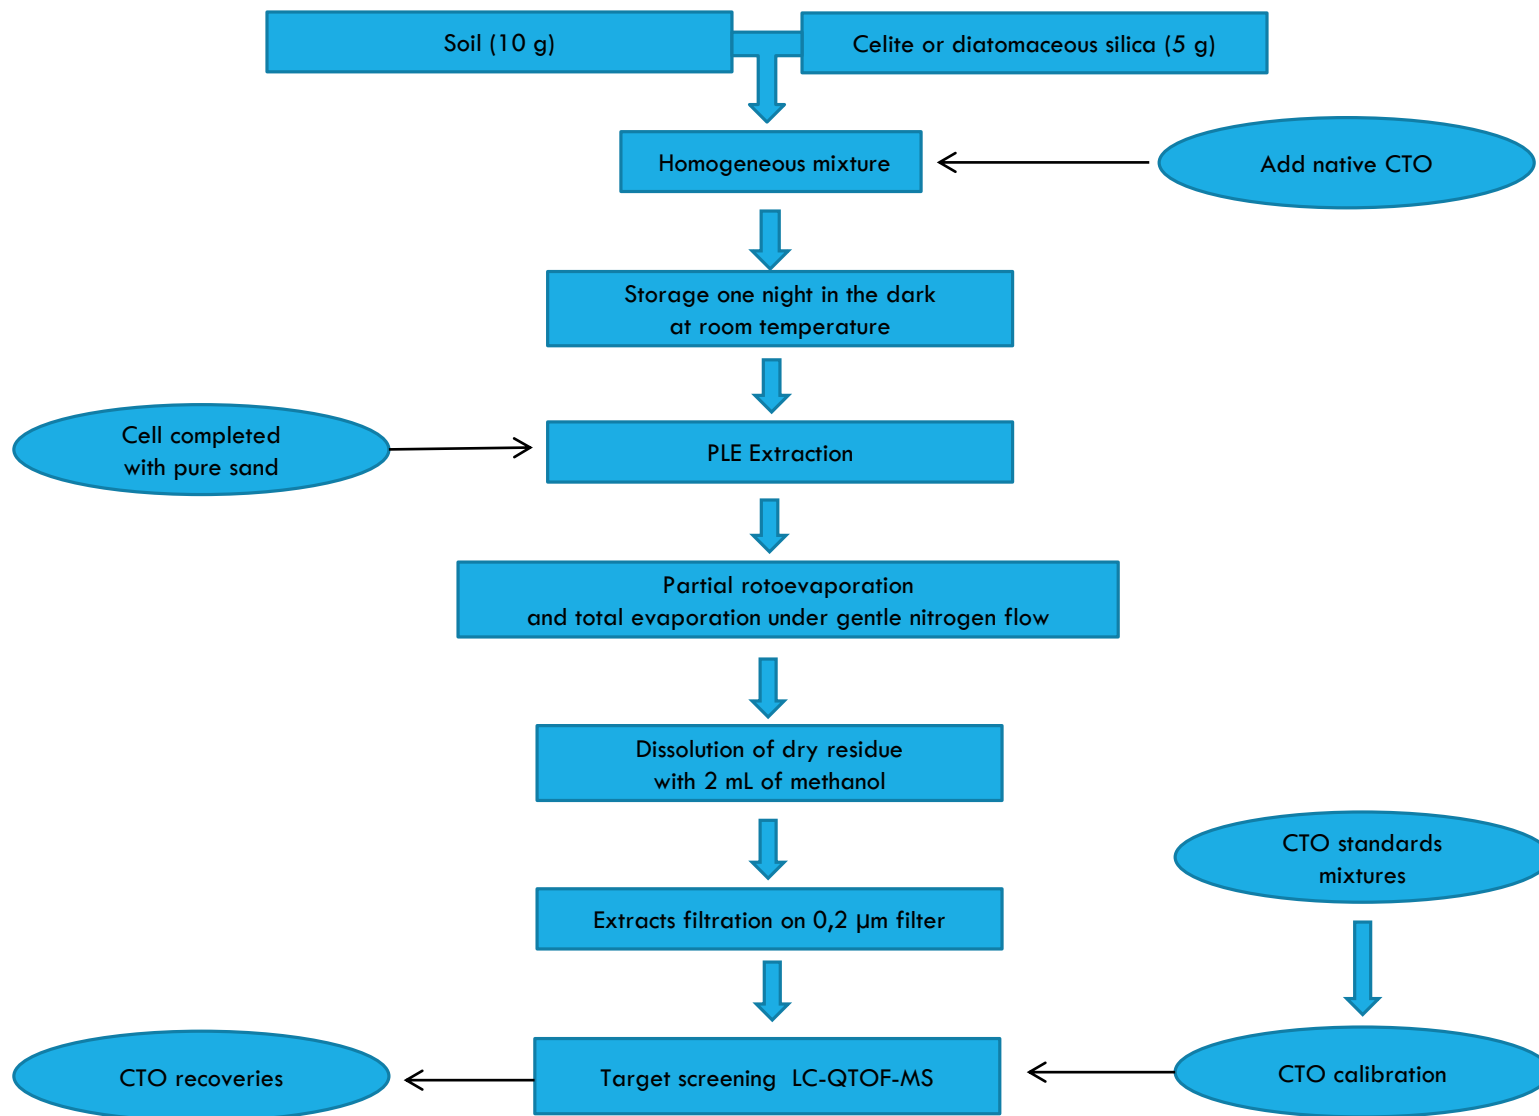 Soil (10 g)
Celite or diatomaceous silica (5 g)
Homogeneous mixture
Add native CTO
Storage one night in the dark
at room temperature
Cell completed
with pure sand
PLE Extraction
Partial rotoevaporation
and total evaporation under gentle nitrogen flow
Dissolution of dry residue
with 2 mL of methanol
CTO standards
mixtures
Extracts filtration on 0,2 µm filter
CTO recoveries
Target screening LC-QTOF-MS
CTO calibration